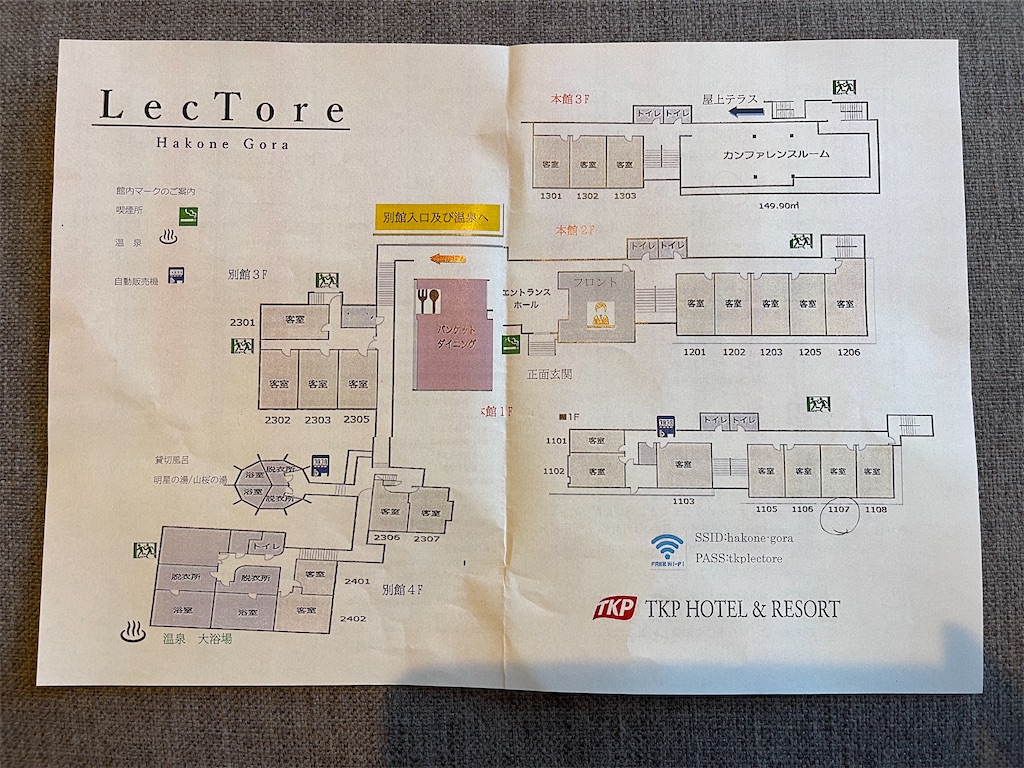 LecTore
Hakone Gora
館内マークのご案内
喫煙所
温 泉
自動販売機
別館入口及び温泉へ
別館3F
2301
客室
客室
客室
客室
2302
2303
2305
バンケット
ダイニング
エントランス
ホール
フロント
正面玄関
貸切風呂
明星の湯/山桜の湯
浴室
脱衣所
浴室
脱衣所
客室
客室
2306
2307
トイレ
脱衣所
脱衣所
客室
2401
浴室
浴室
客室
2402
別館4F
温泉 大浴場
本館3F
屋上テラス
トイレ
トイレ
客室
客室
客室
カンファレンスルーム
1301
1302
1303
149.90㎡
本館2F
トイレ
トイレ
客室
客室
客室
客室
客室
1201
1202
1203
1205
1206
館1F
1F
トイレ
トイレ
1101
客室
1102
客室
客室
1103
客室
客室
客室
客室
1105
1106
1107
1108
FREE Wi-Fi
SSID:hakone-gora
PASS:tkplectore
TKP
TKP HOTEL & RESORT